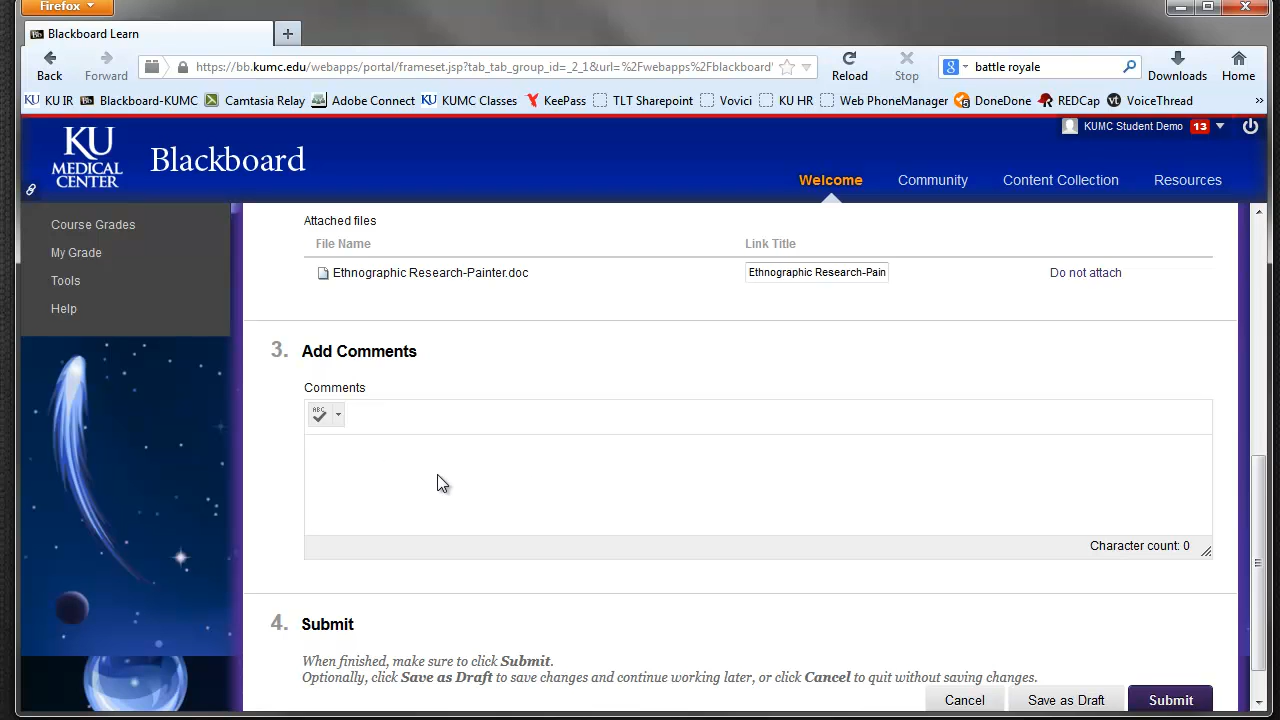 Firefox
Blackboard Learn
Back
Forward
https://bb.kumc.edu/webapps/portal/frameset.jsp?tab_tab_group_id=_2_1&url=%2Fwebapps%2Fblackboard'
Reload
Stop
battle royale
Downloads
Home
KU IR
Blackboard-KUMC
Camtasia Relay
Adobe Connect
KUMC Classes
KeePass
TLT Sharepoint
Vovici
KU HR
Web PhoneManager
DoneDone
REDCap
VoiceThread
KU
MEDICAL
CENTER
Blackboard
KUMC Student Demo 13
Welcome
Community
Content Collection
Resources
Course Grades
My Grade
Tools
Help
Attached files
File Name
Link Title
Ethnographic Research-Painter.doc
Ethnographic Research-Pain
Do not attach
3. Add Comments
Comments
ABC
Character count: 0
4. Submit
When finished, make sure to click Submit.
Optionally, click Save as Draft to save changes and continue working later, or click Cancel to quit without saving changes.
Cancel
Save as Draft
Submit